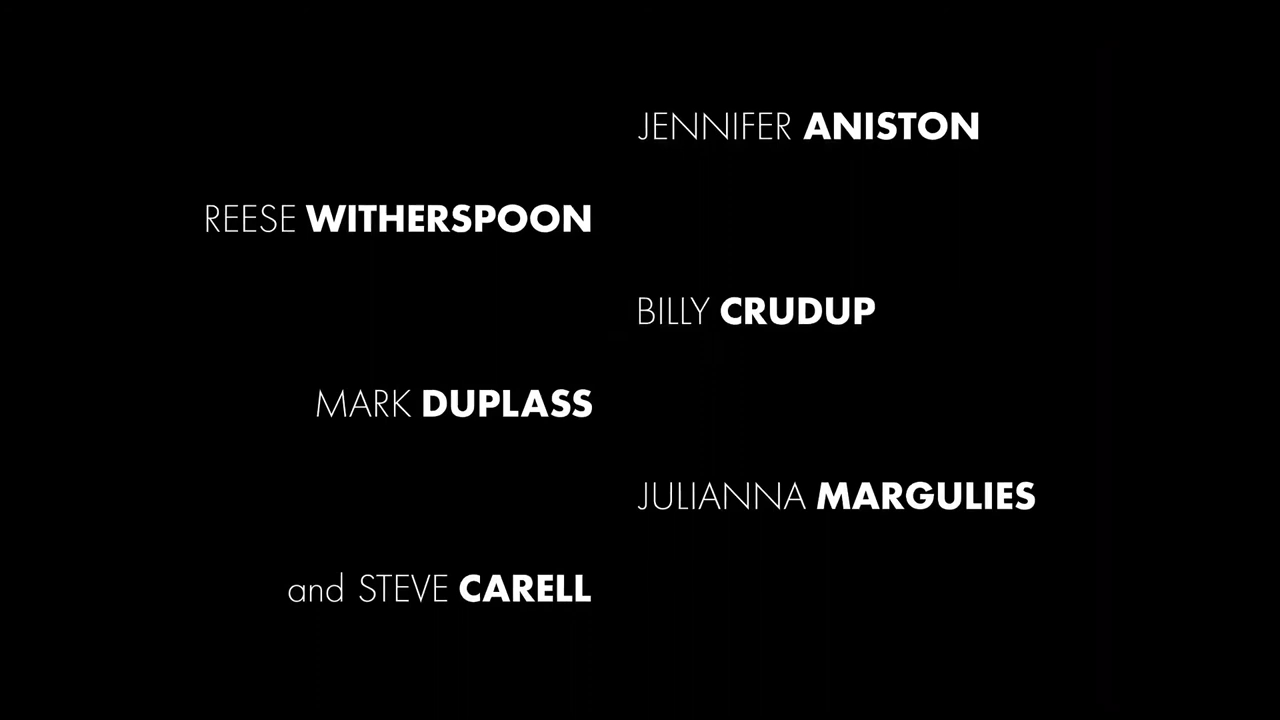 JENNIFER ANISTON
REESE WITHERSPOON
BILLY CRUDUP
MARK DUPLASS
JULIANNA MARGULIES
and STEVE CARELL